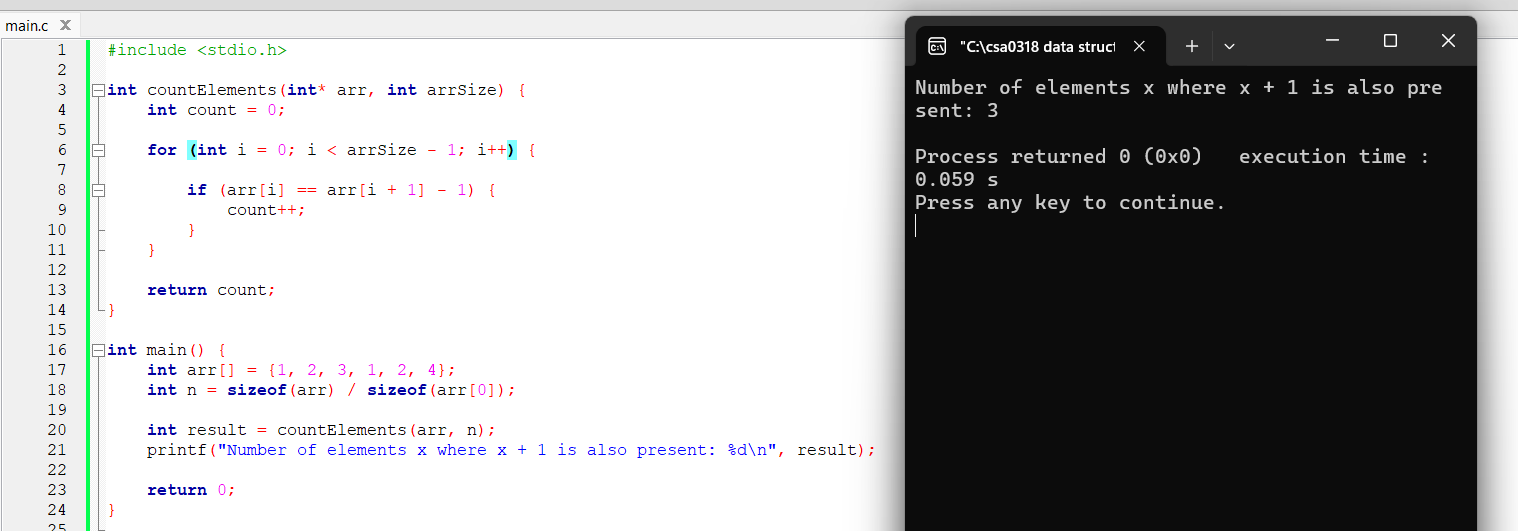 main.c X
1 #include <stdio.h>
2
3 int countElements(int* arr, int arrSize) {
4     int count = 0;
5
6     for (int i = 0; i < arrSize - 1; i++) {
7
8         if (arr[i] == arr[i + 1] - 1) {
9             count++;
10         }
11     }
12
13     return count;
14 }
15
16 int main() {
17     int arr[] = {1, 2, 3, 1, 2, 4};
18     int n = sizeof(arr) / sizeof(arr[0]);
19
20     int result = countElements(arr, n);
21     printf("Number of elements x where x + 1 is also present: %d\n", result);
22
23     return 0;
24 }
25
"C:\csa0318 data struct
Number of elements x where x + 1 is also pre
sent: 3
Process returned 0 (0x0)   execution time :
0.059 s
Press any key to continue.